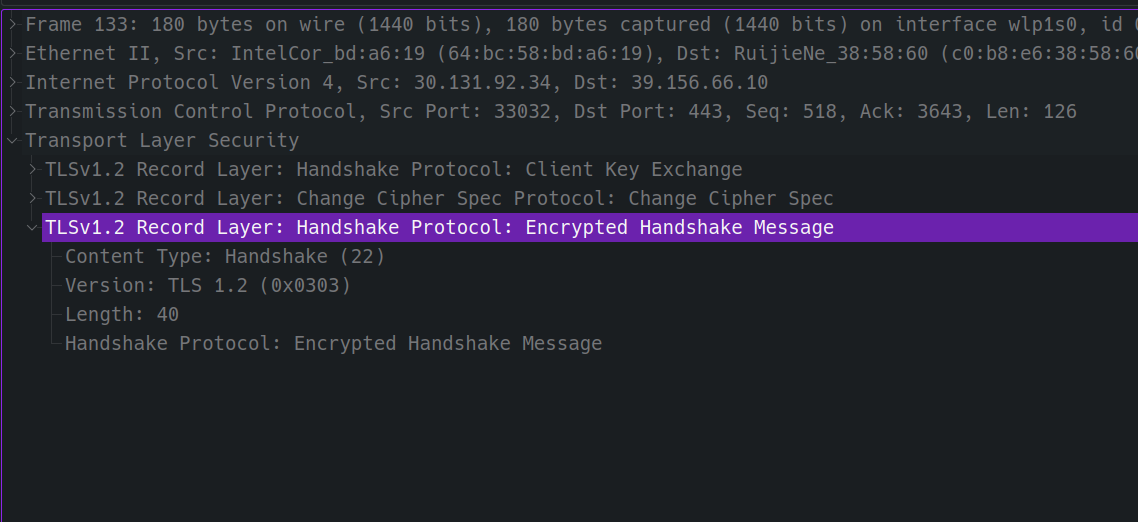 Frame 133: 180 bytes on wire (1440 bits), 180 bytes captured (1440 bits) on interface wlp1s0, id
Ethernet II, Src: IntelCor_bd:a6:19 (64:bc:58:bd:a6:19), Dst: RuijieNe_38:58:60 (c0:b8:e6:38:58:60
Internet Protocol Version 4, Src: 30.131.92.34, Dst: 39.156.66.10
Transmission Control Protocol, Src Port: 33032, Dst Port: 443, Seq: 518, Ack: 3643, Len: 126
Transport Layer Security
TLSv1.2 Record Layer: Handshake Protocol: Client Key Exchange
TLSv1.2 Record Layer: Change Cipher Spec Protocol: Change Cipher Spec
TLSv1.2 Record Layer: Handshake Protocol: Encrypted Handshake Message
Content Type: Handshake (22)
Version: TLS 1.2 (0x0303)
Length: 40
Handshake Protocol: Encrypted Handshake Message